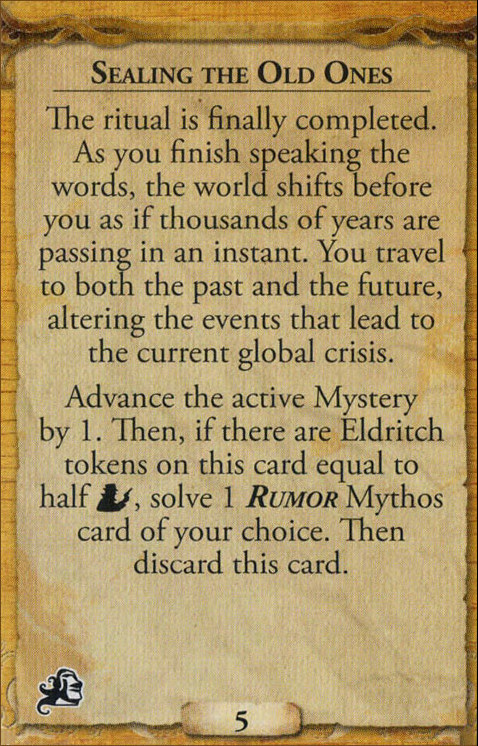 SEALING THE OLD ONES
The ritual is finally completed.
As you finish speaking the
words, the world shifts before
you as if thousands of years are
passing in an instant. You travel
to both the past and the future,
altering the events that lead to
the current global crisis.
Advance the active Mystery
by 1. Then, if there are Eldritch
tokens on this card equal to
half , solve 1 RUMOR Mythos
card of your choice. Then
discard this card.
5